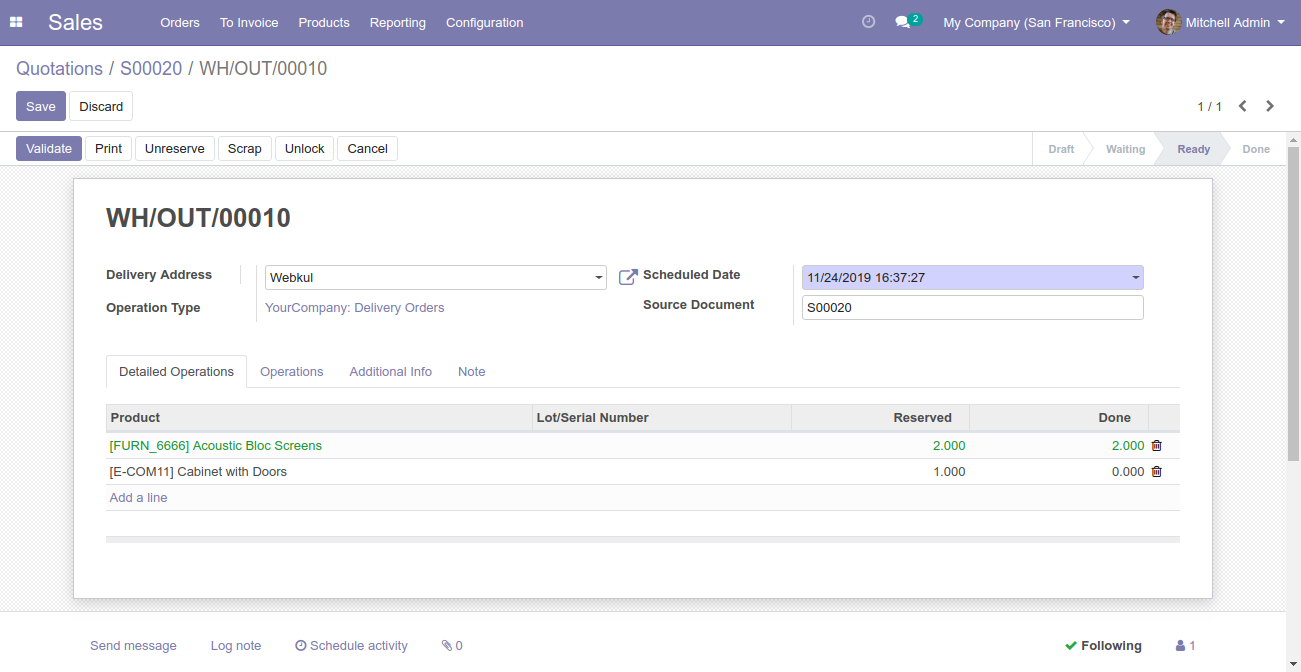 Sales Orders To Invoice Products Reporting Configuration 2 My Company (San Francisco) Mitchell Admin
Quotations / S00020 / WH/OUT/00010
Save Discard 1 / 1
Validate Print Unreserve Scrap Unlock Cancel Draft Waiting Ready Done
WH/OUT/00010
Delivery Address Webkul Scheduled Date 11/24/2019 16:37:27
Operation Type YourCompany: Delivery Orders Source Document S00020
Detailed Operations Operations Additional Info Note
Product Lot/Serial Number Reserved Done
[FURN_6666] Acoustic Bloc Screens 2.000 2.000
[E-COM11] Cabinet with Doors 1.000 0.000
Add a line
Send message Log note Schedule activity 0 Following 1